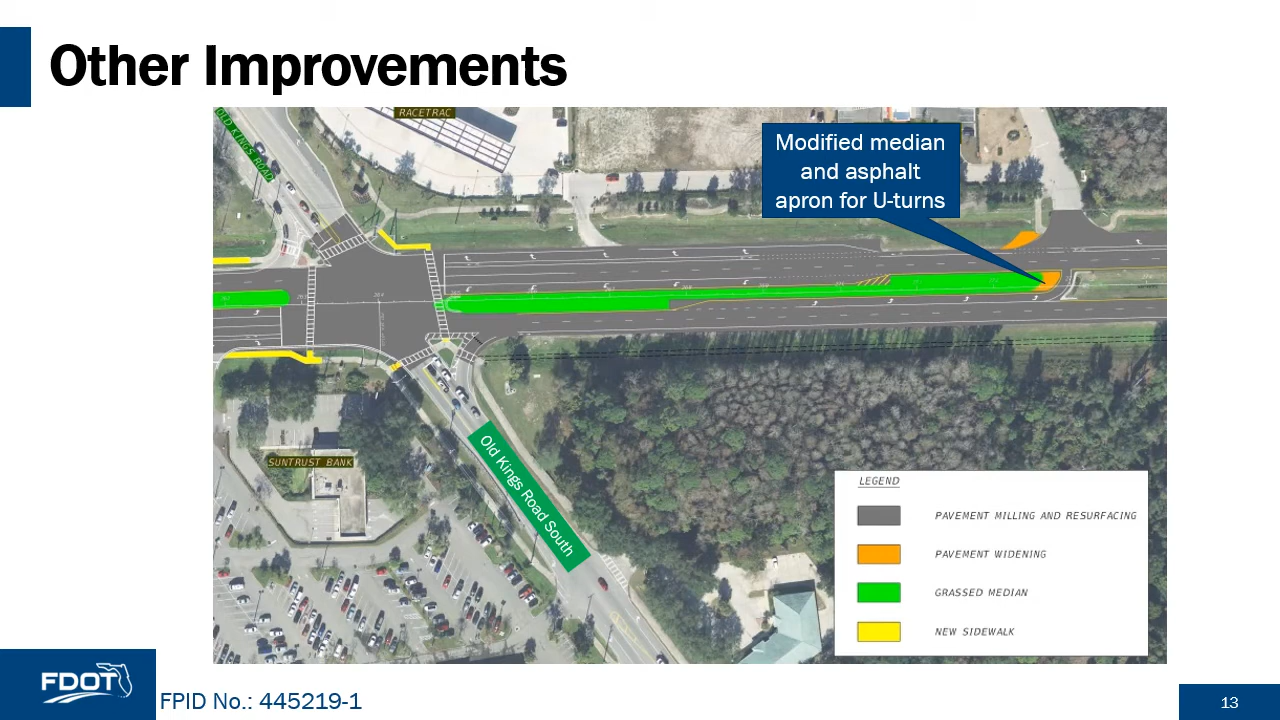 Other Improvements
RACETRAC
OLD KINGS ROAD
Modified median
and asphalt
apron for U-turns
264
SUNTRUST BANK
Old Kings Road South
LEGEND
PAVEMENT MILLING AND RESURFACING
PAVEMENT WIDENING
GRASSED MEDIAN
NEW SIDEWALK
FDOT
FPID No.: 445219-1
13